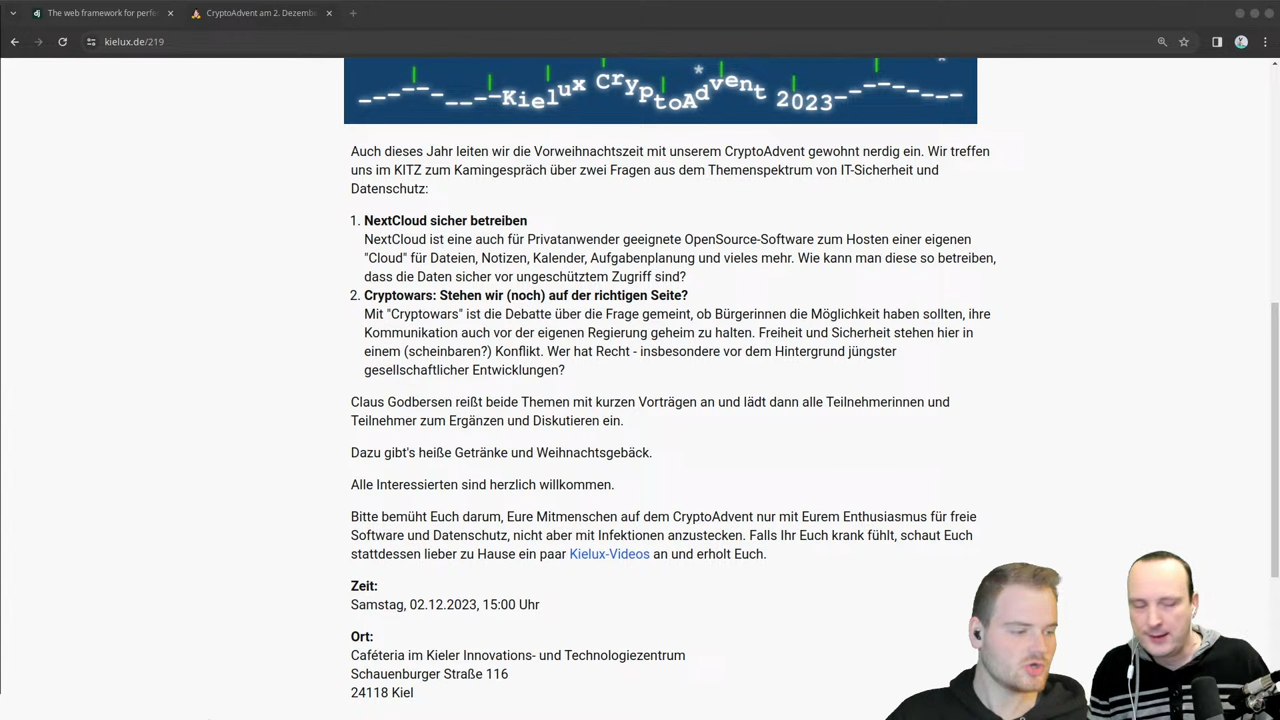 The web framework for perfe
CryptoAdvent am 2. Dezembe
kielux.de/219
Kielux CryptoAdvent 2023
Auch dieses Jahr leiten wir die Vorweihnachtszeit mit unserem CryptoAdvent gewohnt nerdig ein. Wir treffen
uns im KITZ zum Kamingespräch über zwei Fragen aus dem Themenspektrum von IT-Sicherheit und
Datenschutz:
1. NextCloud sicher betreiben
NextCloud ist eine auch für Privatanwender geeignete OpenSource-Software zum Hosten einer eigenen
"Cloud" für Dateien, Notizen, Kalender, Aufgabenplanung und vieles mehr. Wie kann man diese so betreiben,
dass die Daten sicher vor ungeschütztem Zugriff sind?
2. Cryptowars: Stehen wir (noch) auf der richtigen Seite?
Mit "Cryptowars" ist die Debatte über die Frage gemeint, ob Bürgerinnen die Möglichkeit haben sollten, ihre
Kommunikation auch vor der eigenen Regierung geheim zu halten. Freiheit und Sicherheit stehen hier in
einem (scheinbaren?) Konflikt. Wer hat Recht - insbesondere vor dem Hintergrund jüngster
gesellschaftlicher Entwicklungen?
Claus Godbersen reißt beide Themen mit kurzen Vorträgen an und lädt dann alle Teilnehmerinnen und
Teilnehmer zum Ergänzen und Diskutieren ein.
Dazu gibt's heiße Getränke und Weihnachtsgebäck.
Alle Interessierten sind herzlich willkommen.
Bitte bemüht Euch darum, Eure Mitmenschen auf dem CryptoAdvent nur mit Eurem Enthusiasmus für freie
Software und Datenschutz, nicht aber mit Infektionen anzustecken. Falls Ihr Euch krank fühlt, schaut Euch
stattdessen lieber zu Hause ein paar Kielux-Videos an und erholt Euch.
Zeit:
Samstag, 02.12.2023, 15:00 Uhr
Ort:
Caféteria im Kieler Innovations- und Technologiezentrum
Schauenburger Straße 116
24118 Kiel